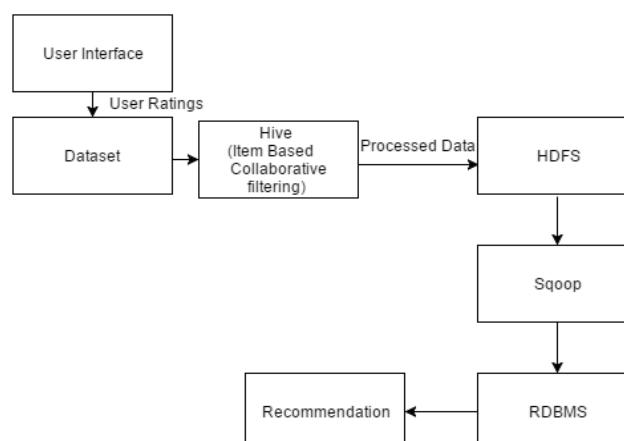 User Interface
User Ratings
Dataset
Hive
(Item Based
Collaborative
filtering)
Processed Data
HDFS
Sqoop
RDBMS
Recommendation